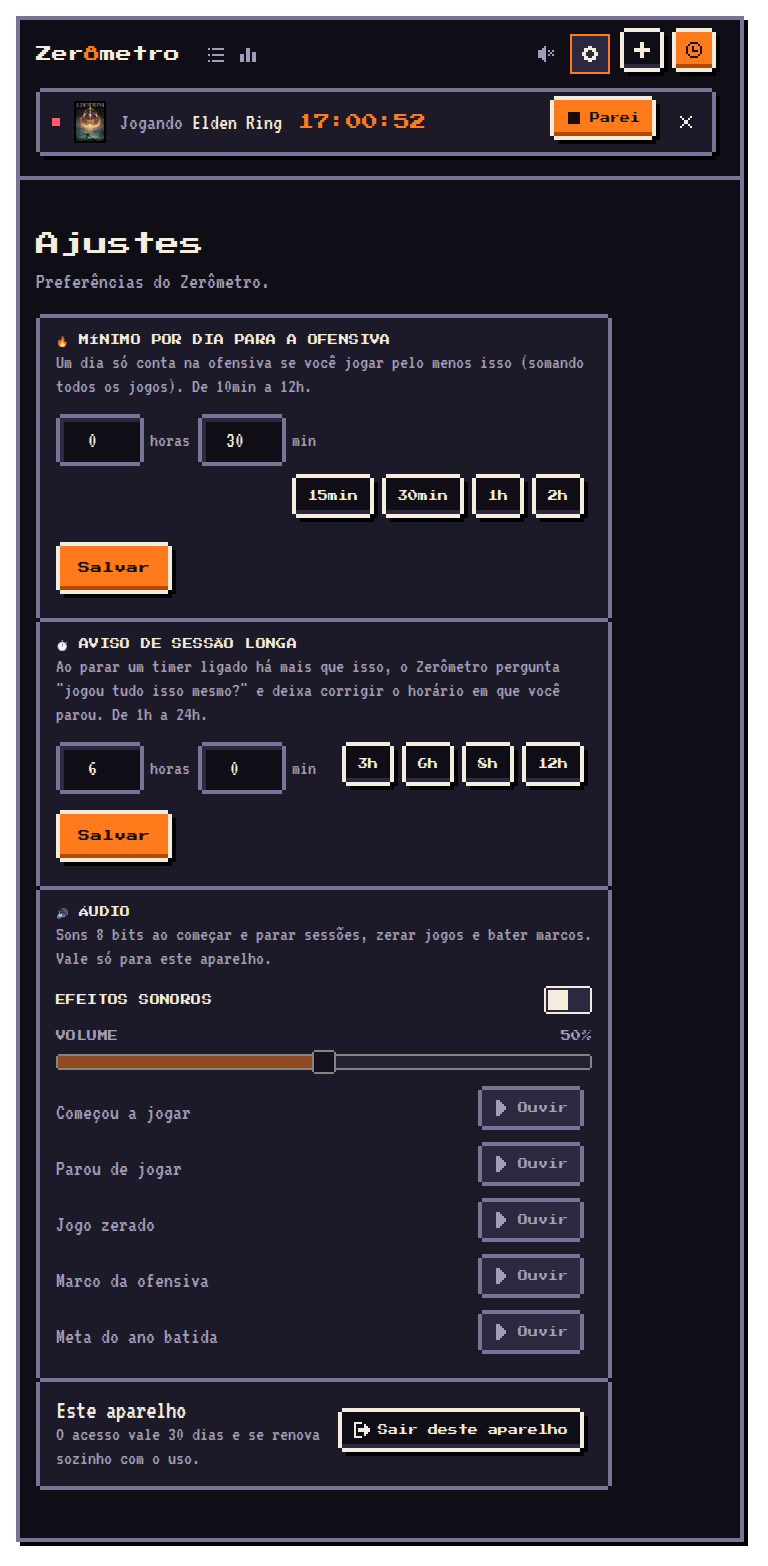 Zerômetro
Jogando Elden Ring 17:00:52 Parei
Ajustes
Preferências do Zerômetro.
MíNIMO POR DIA PARA A OFENSIVA
Um dia só conta na ofensiva se você jogar pelo menos isso (somando
todos os jogos). De 10min a 12h.
0 horas 30 min
15min 30min 1h 2h
Salvar
AVISO DE SESSãO LONGA
Ao parar um timer ligado há mais que isso, o Zerômetro pergunta
"jogou tudo isso mesmo?" e deixa corrigir o horário em que você
parou. De 1h a 24h.
6 horas 0 min 3h 6h 8h 12h
Salvar
áUDIO
Sons 8 bits ao começar e parar sessões, zerar jogos e bater marcos.
Vale só para este aparelho.
EFEITOS SONOROS
VOLUME 50%
Começou a jogar Ouvir
Parou de jogar Ouvir
Jogo zerado Ouvir
Marco da ofensiva Ouvir
Meta do ano batida Ouvir
Este aparelho
O acesso vale 30 dias e se renova
sozinho com o uso.
Sair deste aparelho